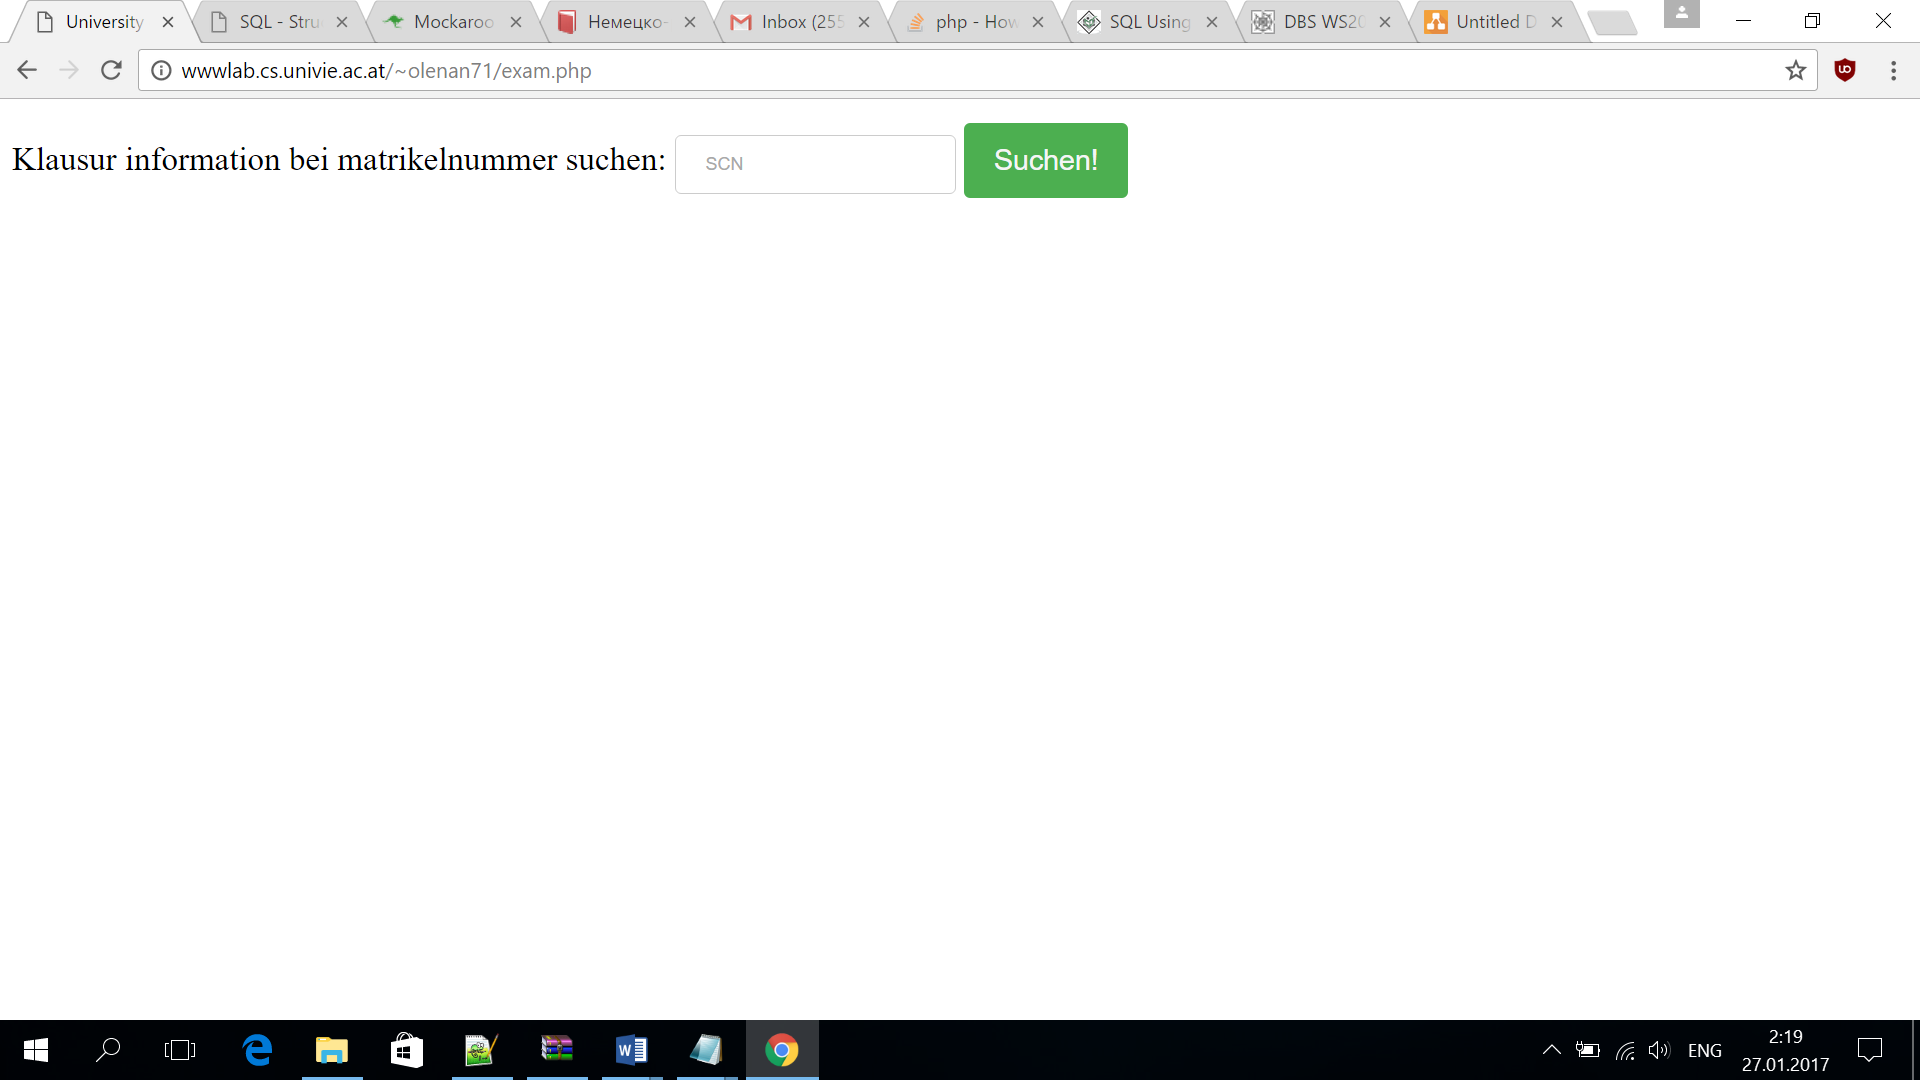 University
SQL - Stru
Mockaroo
Немецко-
Inbox (255
php - How
SQL Using
DBS WS20
Untitled D
wwwlab.cs.univie.ac.at/~olenan71/exam.php
Klausur information bei matrikelnummer suchen: SCN Suchen!
ENG
2:19
27.01.2017